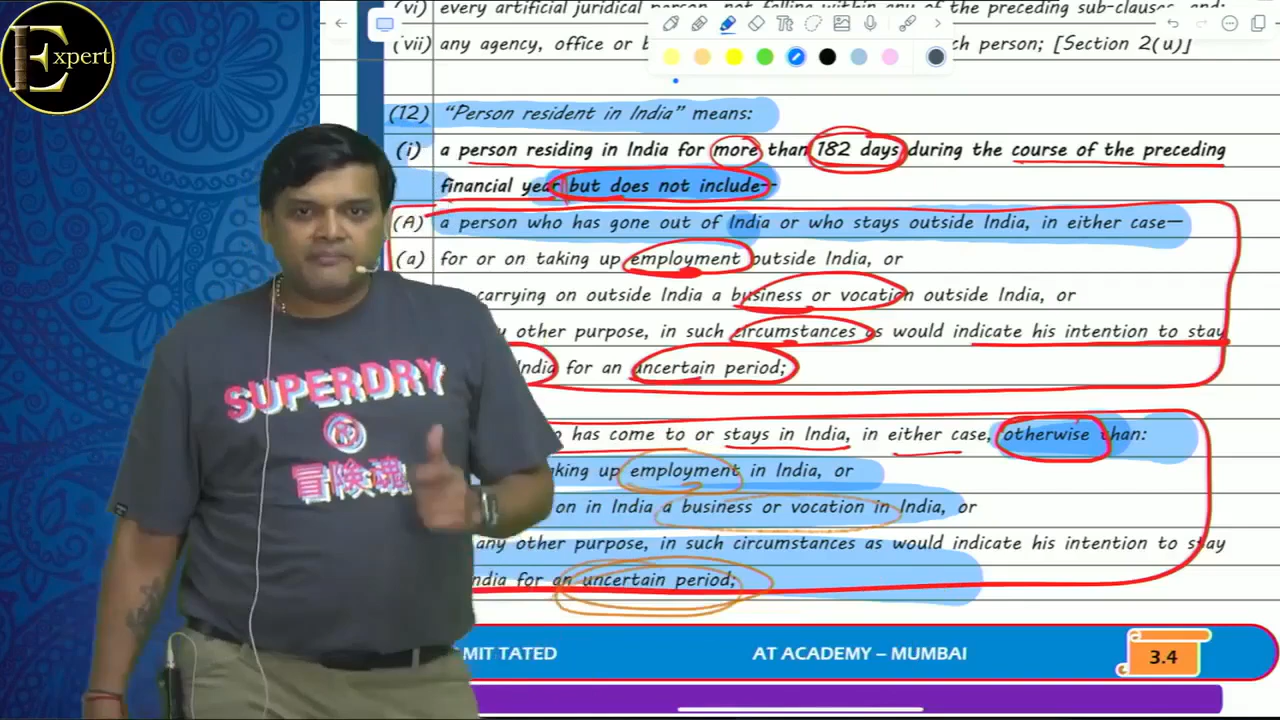 Expert
(vi) every artificial juridical person, not falling within any of the preceding sub-clauses, and;
(vii) any agency, office or b
ch person; [Section 2(u)]
(12) “Person resident in India” means:
(i) a person residing in India for more than 182 days during the course of the preceding
financial year but does not include–
(A) a person who has gone out of India or who stays outside India, in either case—
(a) for or on taking up employment outside India, or
carrying on outside India a business or vocation outside India, or
y other purpose, in such circumstances as would indicate his intention to stay
India for an uncertain period;
o has come to or stays in India, in either case, otherwise than:
aking up employment in India, or
on in India a business or vocation in India, or
any other purpose, in such circumstances as would indicate his intention to stay
ndia for an uncertain period;
SUPERDRY
冒険魂
MIT TATED
AT ACADEMY – MUMBAI
3.4